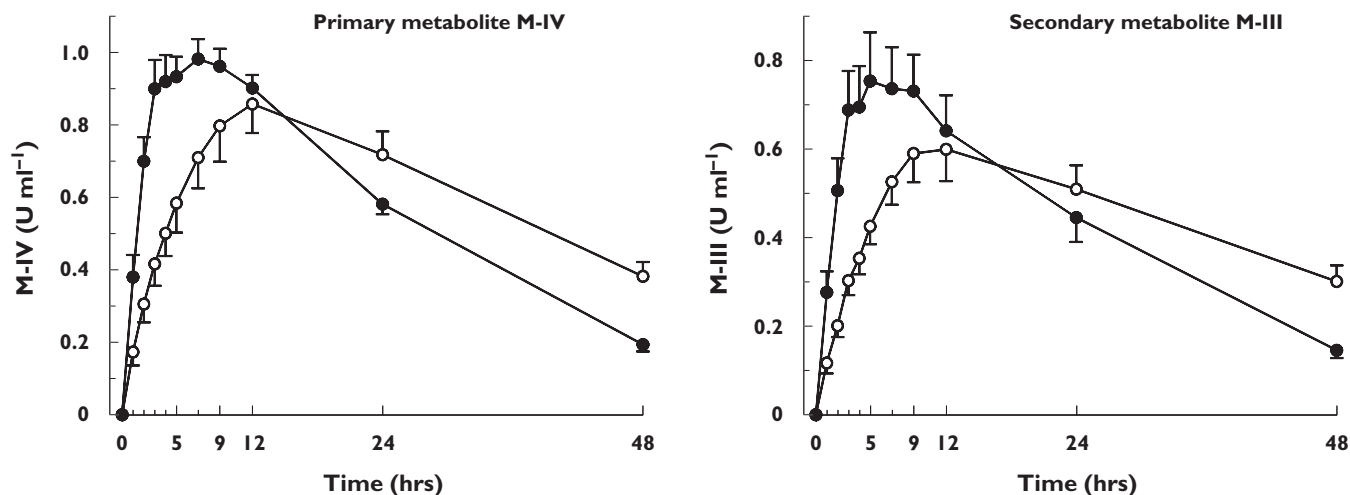 Primary metabolite M-IV
M-IV (U ml⁻¹)
1.0
0.8
0.6
0.4
0.2
0
0 5 9 12 24 48
Time (hrs)
Secondary metabolite M-III
M-III (U ml⁻¹)
0.8
0.6
0.4
0.2
0
0 5 9 12 24 48
Time (hrs)